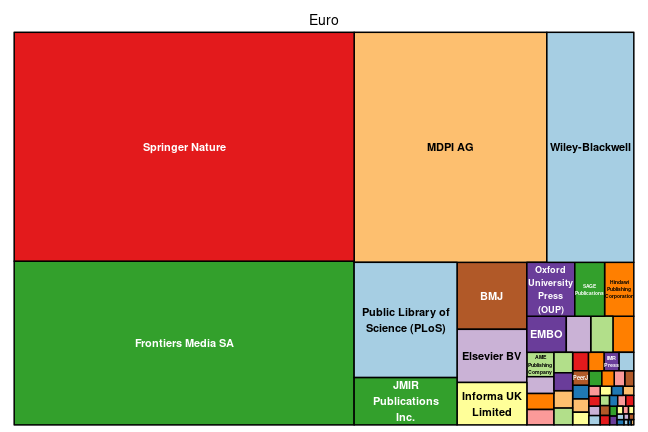 Euro
Springer Nature
MDPI AG
Wiley-Blackwell
Frontiers Media SA
Public Library of
Science (PLoS)
JMIR
Publications
Inc.
BMJ
Elsevier BV
Informa UK
Limited
Oxford
University
Press
(OUP)
SAGE
Publications
Hindawi
Publishing
Corporation
EMBO
AME
Publishing
Company
IMR
Press
PeerJ